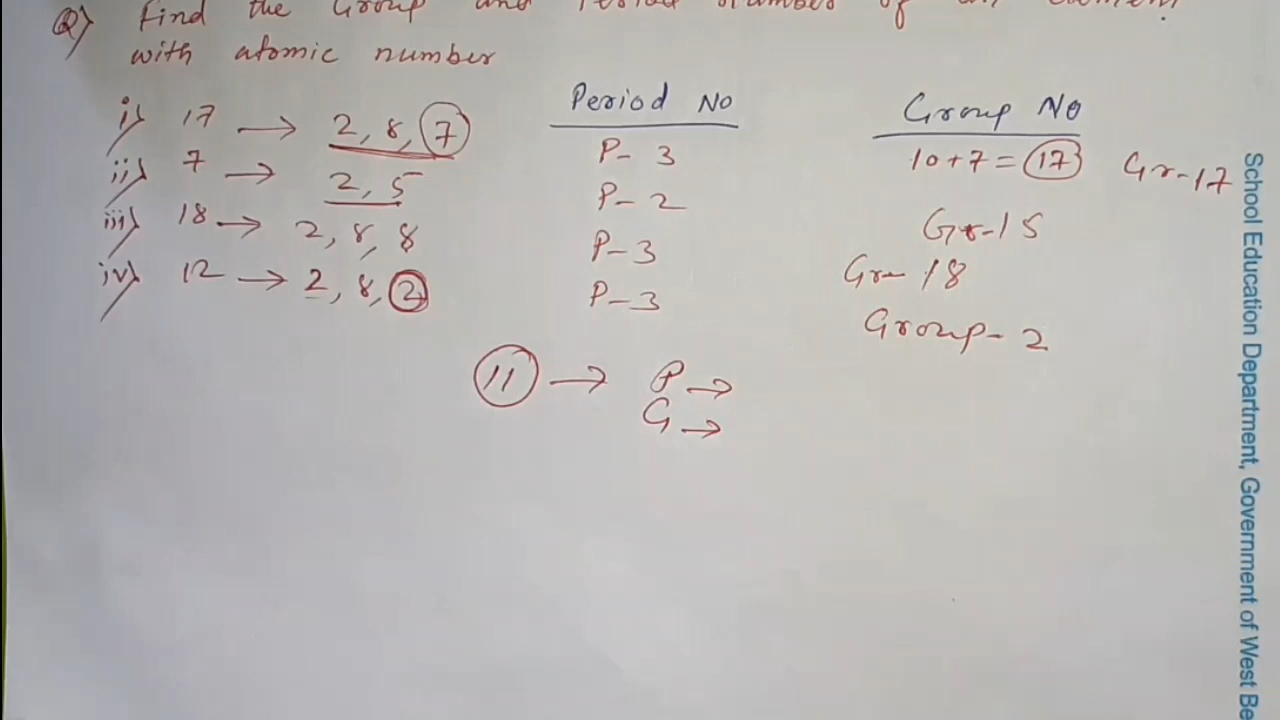 Q) Find the Group and Period Number of an element
with atomic number
Period No
Group No
i) 17 → 2, 8, 7 P- 3 10+7 = 17 Gr-17
ii) 7 → 2, 5 P- 2 Gr-15
iii) 18 → 2, 8, 8 P-3 Gr- 18
iv) 12 → 2, 8, 2 P-3 Group- 2
11 → P →
G →
School Education Department, Government of West Be